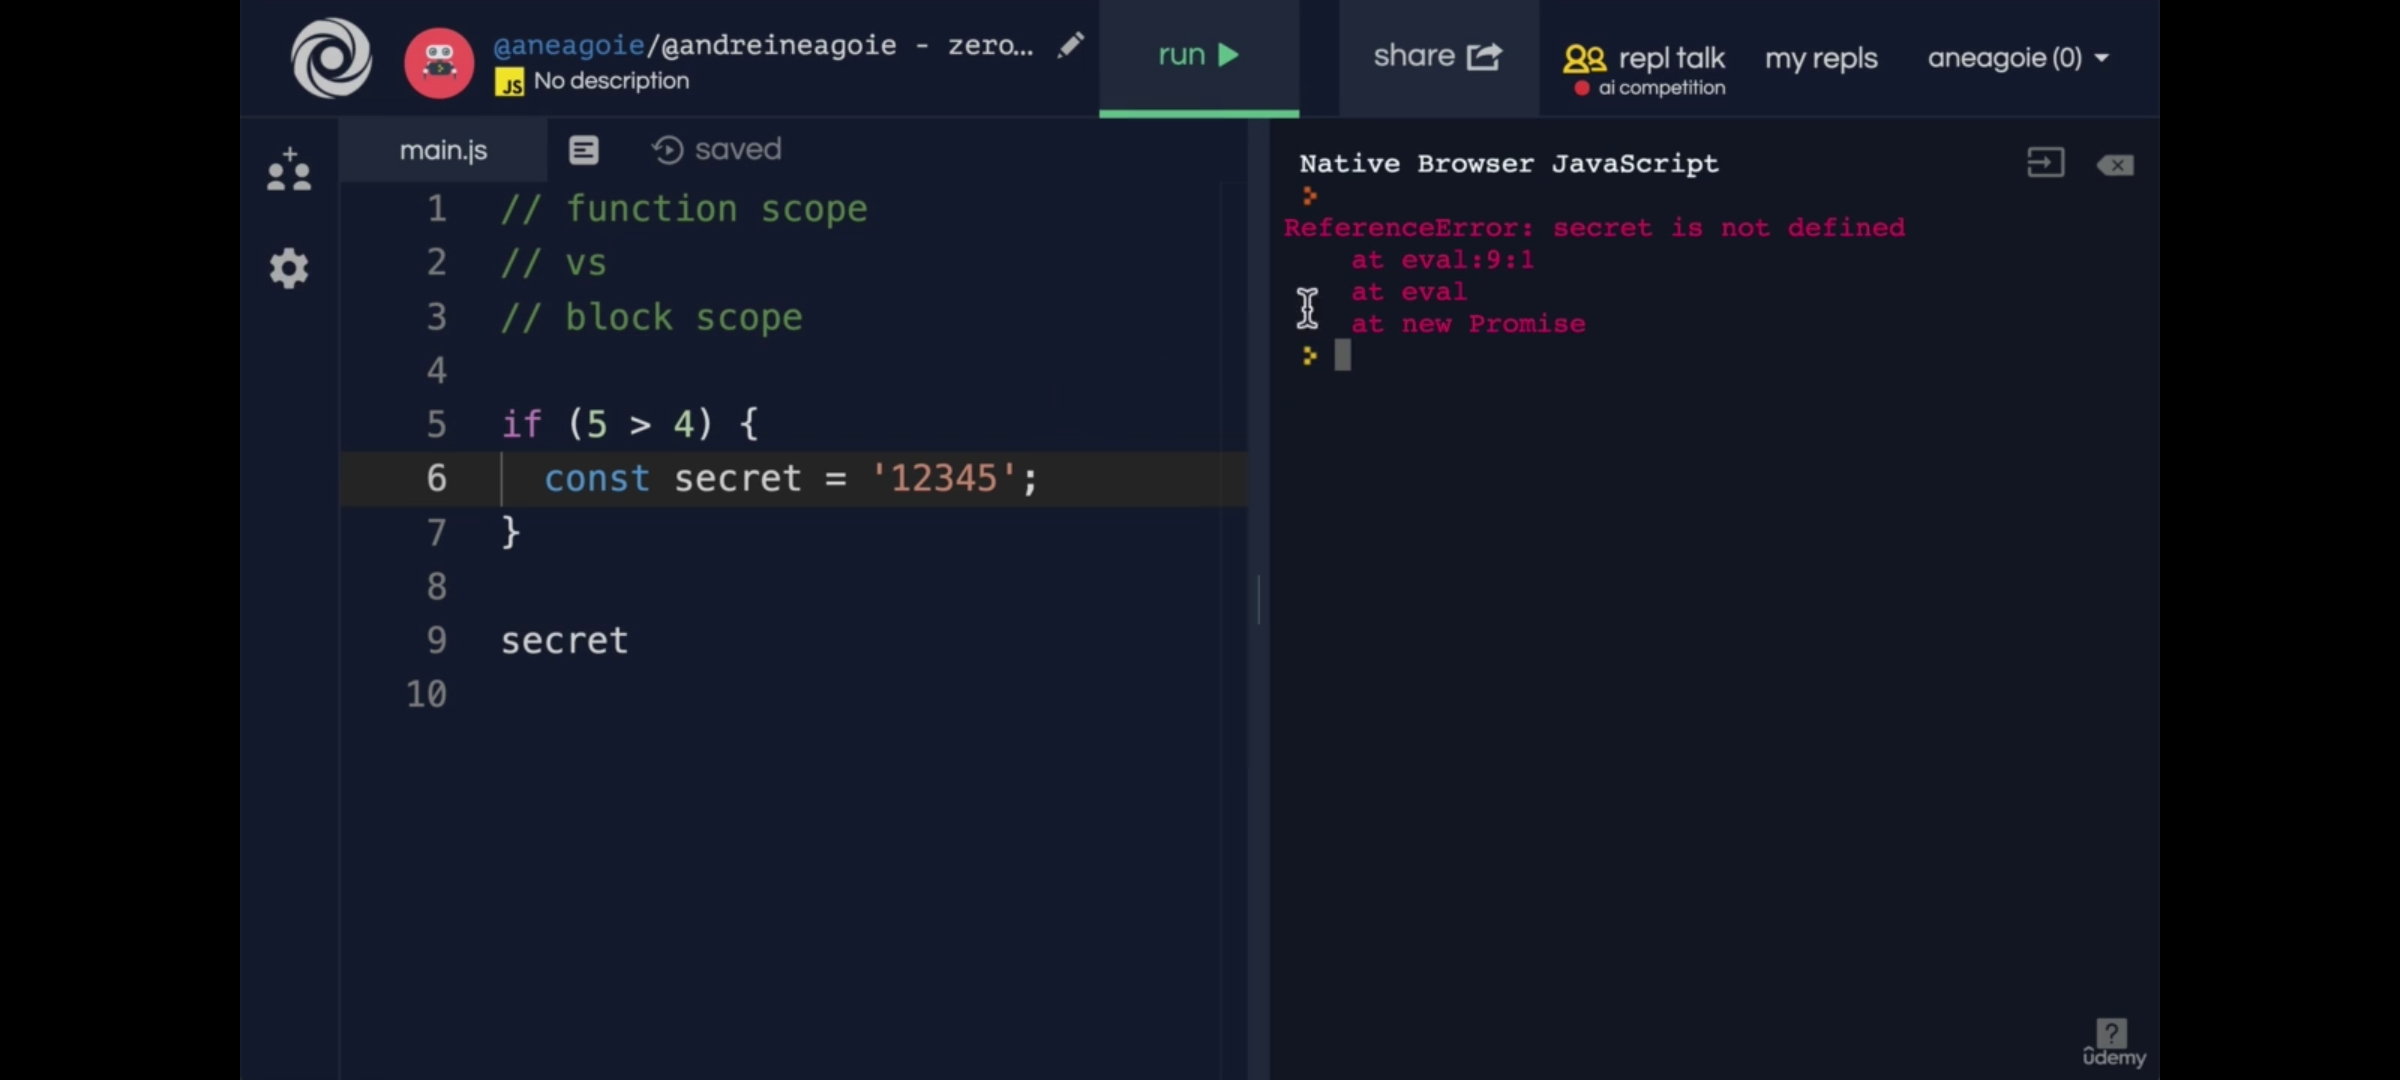 @aneagoie/@andreineagoie - zero...
JS No description
run
share
repl talk
ai competition
my repls
aneagoie (0)
main.js
saved
1 // function scope
2 // vs
3 // block scope
4
5 if (5 > 4) {
6 const secret = '12345';
7 }
8
9 secret
10
Native Browser JavaScript
>
ReferenceError: secret is not defined
at eval:9:1
at eval
at new Promise
>
?
ûdemy